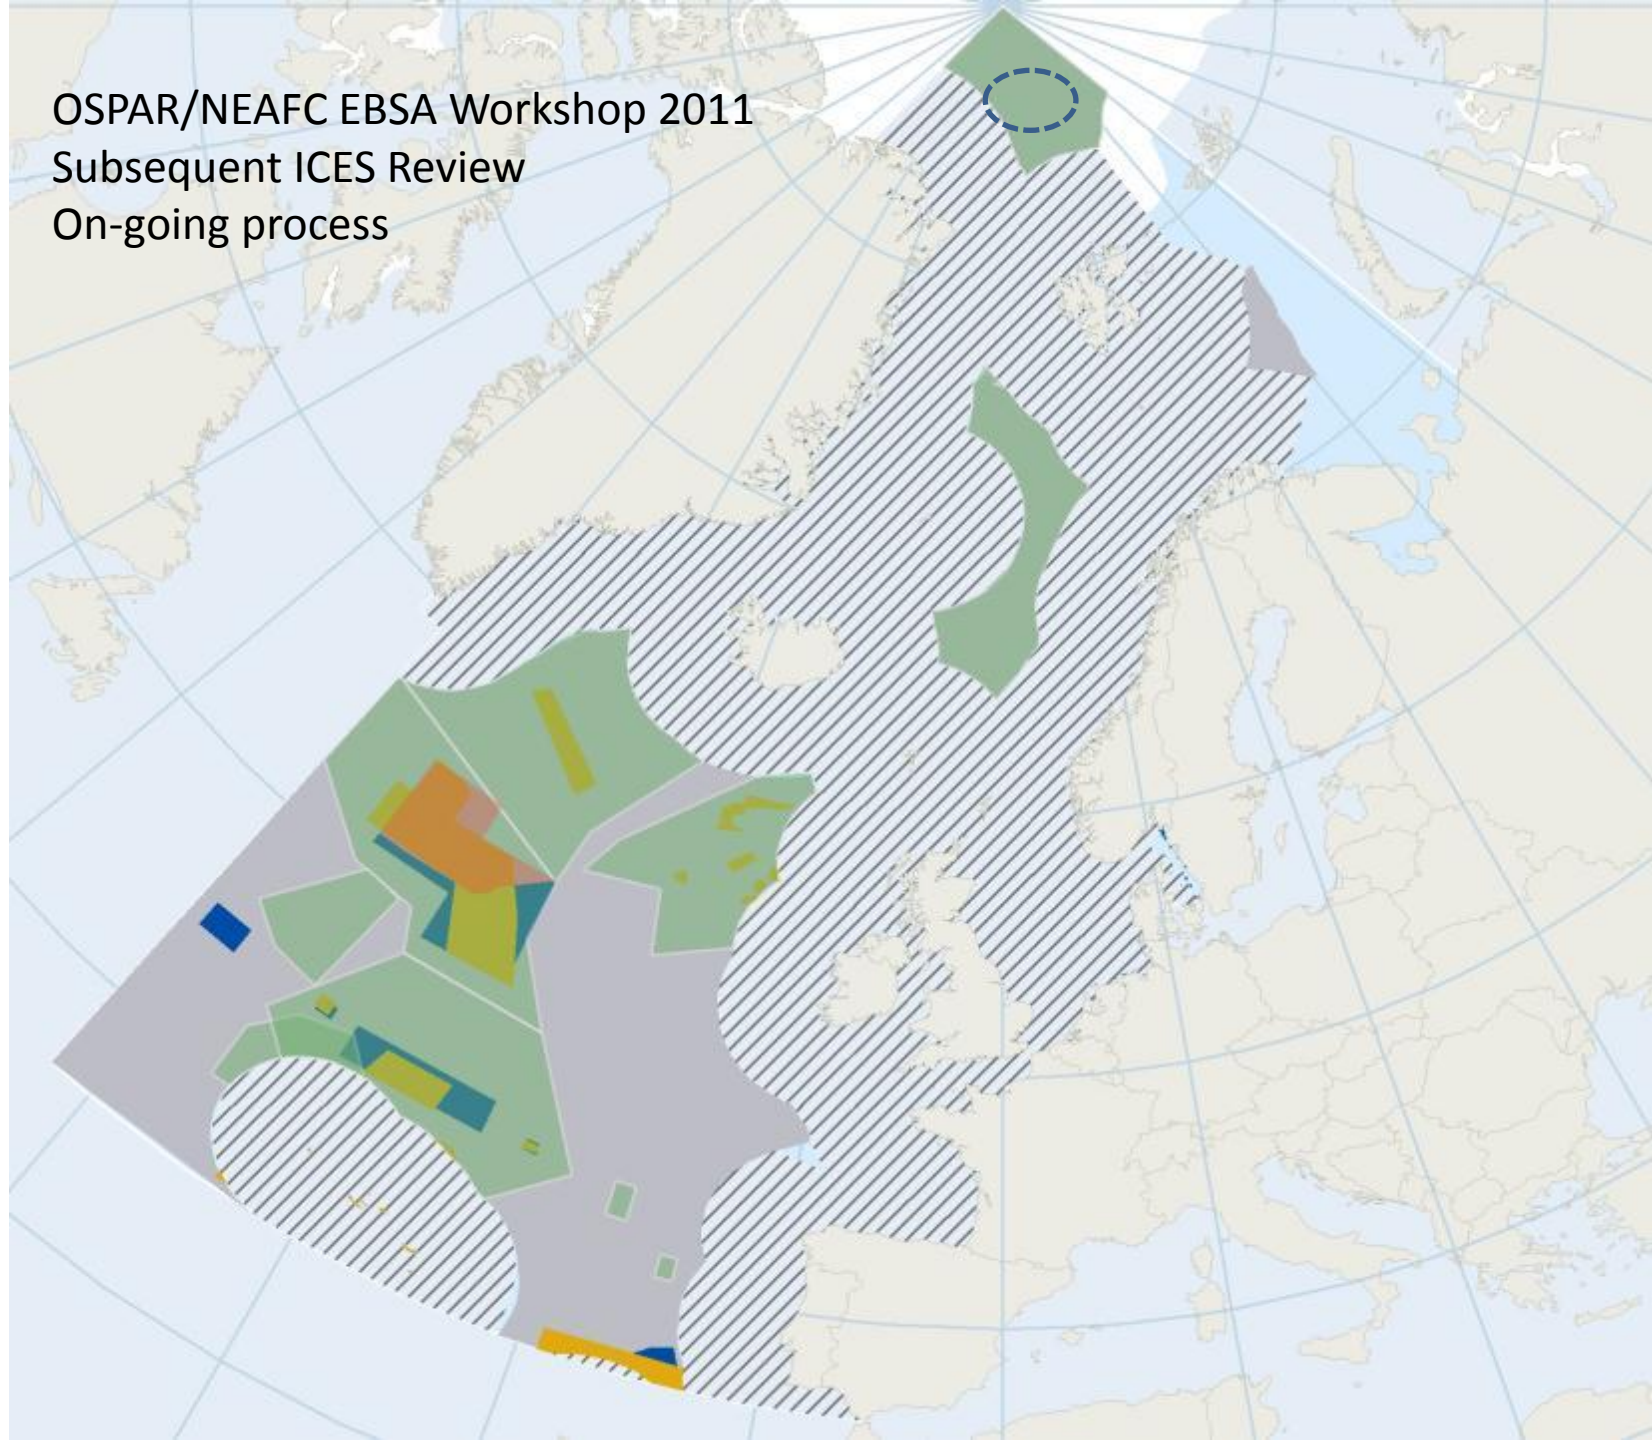 OSPAR/NEAFC EBSA Workshop 2011
Subsequent ICES Review
On-going process